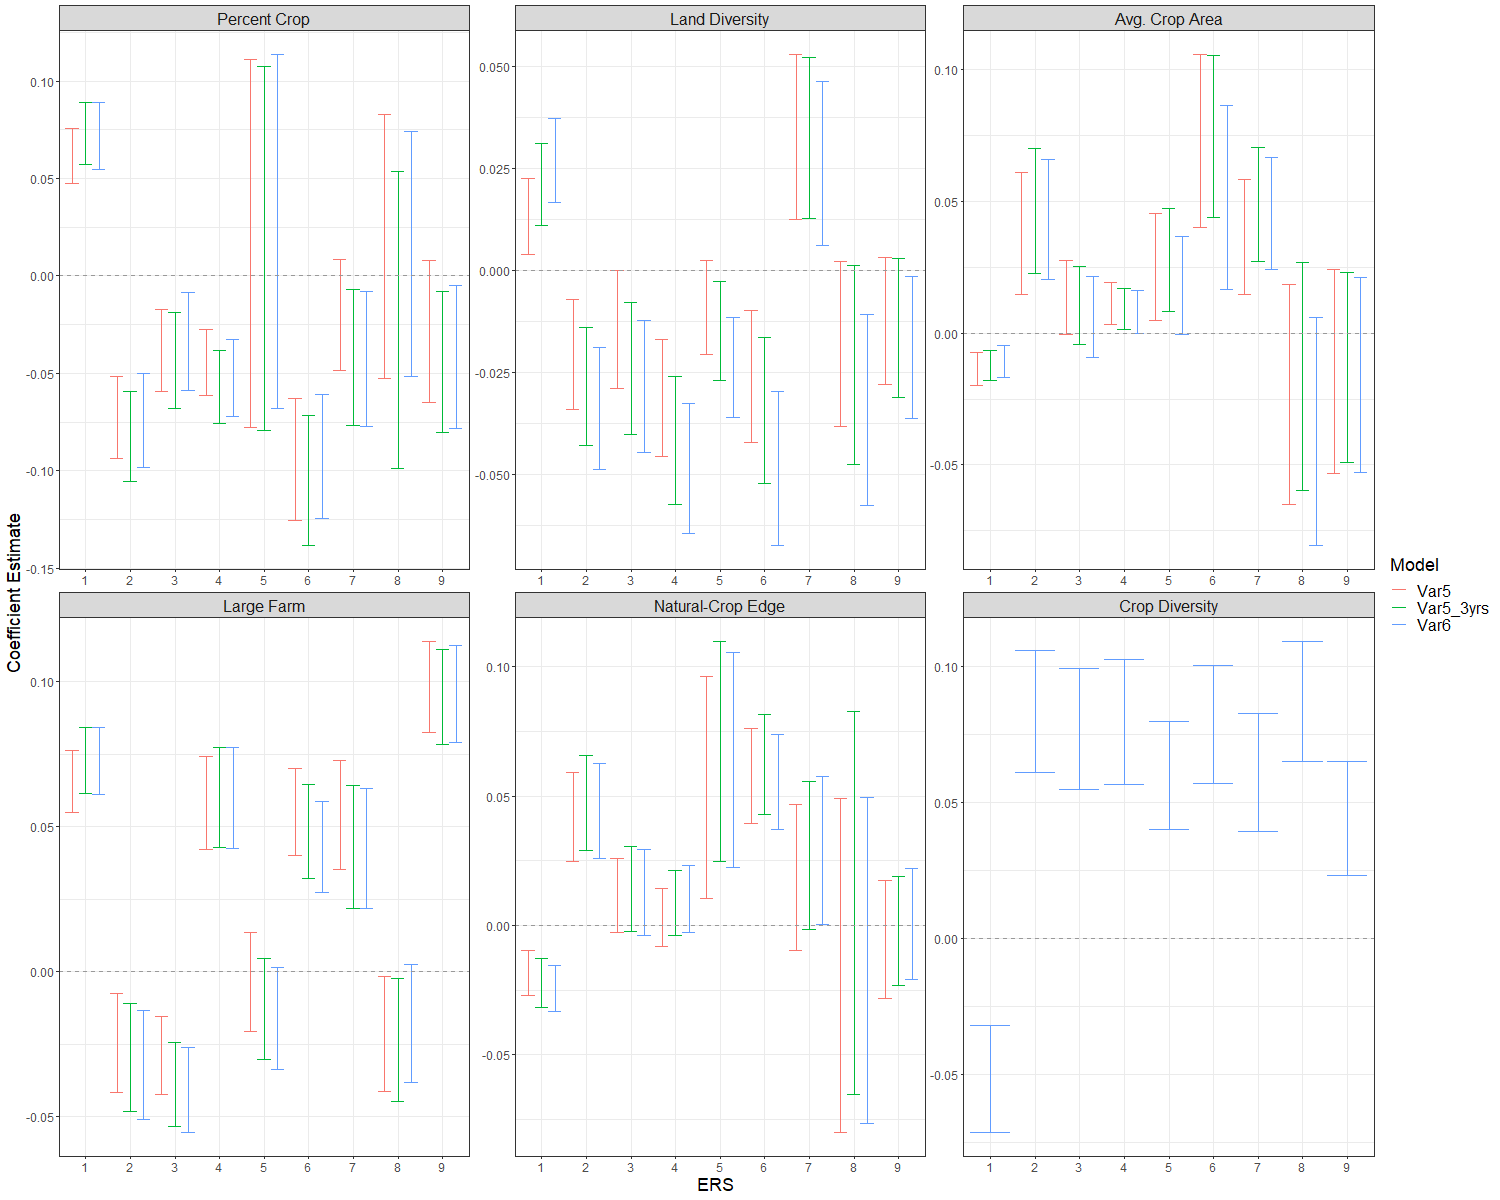 Percent Crop
Land Diversity
Avg. Crop Area
0.10
0.05
0.00
-0.05
-0.10
-0.15
0.050
0.025
0.000
-0.025
-0.050
0.10
0.05
0.00
-0.05
1 2 3 4 5 6 7 8 9
1 2 3 4 5 6 7 8 9
1 2 3 4 5 6 7 8 9
Coefficient Estimate
Large Farm
Natural-Crop Edge
Crop Diversity
0.10
0.05
0.00
-0.05
0.10
0.05
0.00
-0.05
0.10
0.05
0.00
-0.05
1 2 3 4 5 6 7 8 9
1 2 3 4 5 6 7 8 9
1 2 3 4 5 6 7 8 9
ERS
Model
Var5
Var5_3yrs
Var6